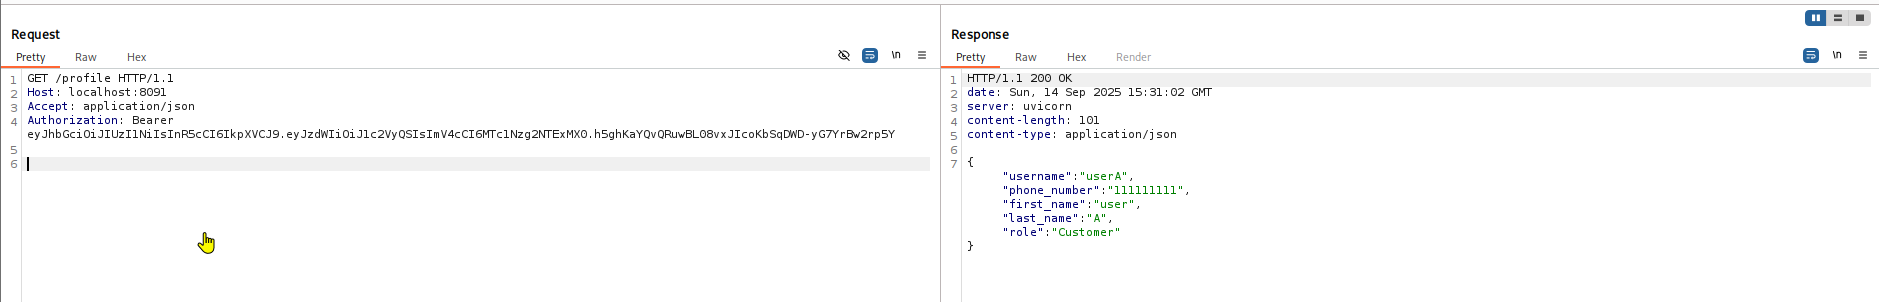 Request
Pretty Raw Hex
\n
1 GET /profile HTTP/1.1
2 Host: localhost:8091
3 Accept: application/json
4 Authorization: Bearer
eyJhbGciOiJIUzI1NiIsInR5cCI6IkpXVCJ9.eyJzdWIiOiJ1c2VyQSIsImV4cCI6MTc1Nzg2NTExMX0.h5ghKaYQvQRuwBL08vxJIcoKbSqDWD-yG7YrBw2rp5Y
5
6
Response
Pretty Raw Hex Render
\n
1 HTTP/1.1 200 OK
2 date: Sun, 14 Sep 2025 15:31:02 GMT
3 server: uvicorn
4 content-length: 101
5 content-type: application/json
6
7 {
"username":"userA",
"phone_number":"111111111",
"first_name":"user",
"last_name":"A",
"role":"Customer"
}